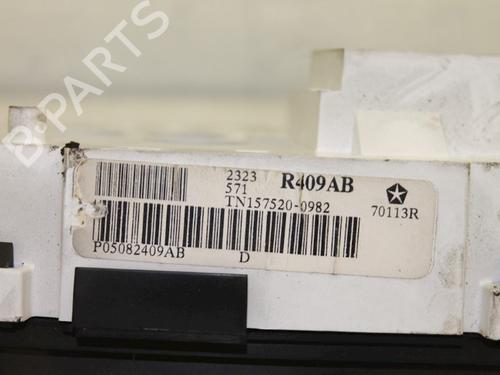 B-PARTS
2323
571
R409AB
TN157520-0982
70113R
P05082409AB
D